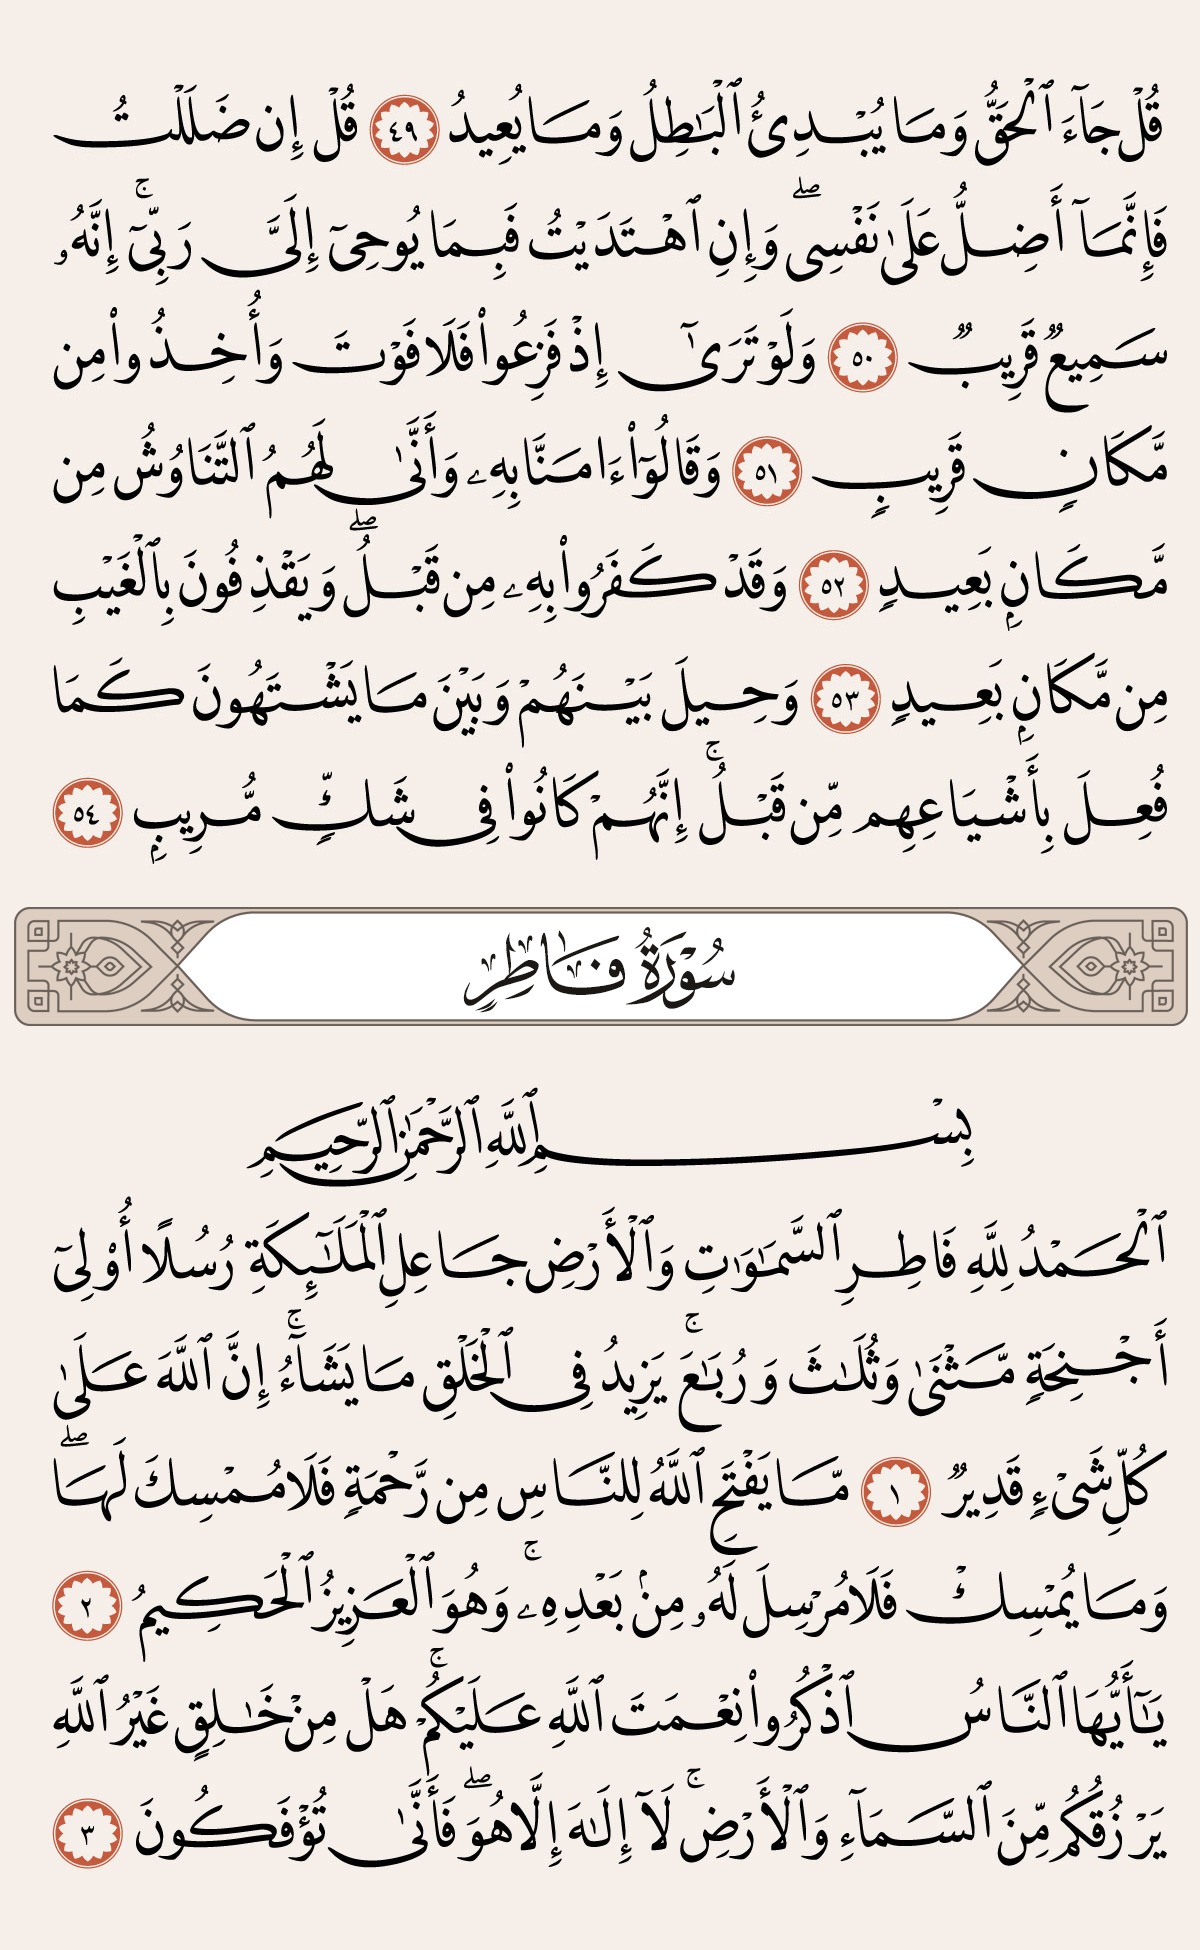 قُلْ جَآءَ ٱلْحَقُّ وَمَا يُبْدِئُ ٱلْبَٰطِلُ وَمَا يُعِيدُ ٤٩ قُلْ إِن ضَلَلْتُ
فَإِنَّمَآ أَضِلُّ عَلَىٰ نَفْسِى ۖ وَإِنِ ٱهْتَدَيْتُ فَبِمَا يُوحِىٓ إِلَىَّ رَبِّىٓ ۚ إِنَّهُۥ
سَمِيعٌ قَرِيبٌ ٥٠ وَلَوْ تَرَىٰٓ إِذْ فَزِعُوا۟ فَلَا فَوْتَ وَأُخِذُوا۟ مِن
مَّكَانٍ قَرِيبٍ ٥١ وَقَالُوٓا۟ ءَامَنَّا بِهِۦ وَأَنَّىٰ لَهُمُ ٱلتَّنَاوُشُ مِن
مَّكَانٍۭ بَعِيدٍ ٥٢ وَقَدْ كَفَرُوا۟ بِهِۦ مِن قَبْلُ ۖ وَيَقْذِفُونَ بِٱلْغَيْبِ
مِن مَّكَانٍۭ بَعِيدٍ ٥٣ وَحِيلَ بَيْنَهُمْ وَبَيْنَ مَا يَشْتَهُونَ كَمَا
فُعِلَ بِأَشْيَاعِهِم مِّن قَبْلُ ۚ إِنَّهُمْ كَانُوا۟ فِى شَكٍّ مُّرِيبٍۭ ٥٤
سُورَةُ فَاطِرٍ
بِسْمِ ٱللَّهِ ٱلرَّحْمَٰنِ ٱلرَّحِيمِ
ٱلْحَمْدُ لِلَّهِ فَاطِرِ ٱلسَّمَٰوَٰتِ وَٱلْأَرْضِ جَاعِلِ ٱلْمَلَٰٓئِكَةِ رُسُلًا أُو۟لِىٓ
أَجْنِحَةٍ مَّثْنَىٰ وَثُلَٰثَ وَرُبَٰعَ ۚ يَزِيدُ فِى ٱلْخَلْقِ مَا يَشَآءُ ۚ إِنَّ ٱللَّهَ عَلَىٰ
كُلِّ شَىْءٍ قَدِيرٌ ١ مَّا يَفْتَحِ ٱللَّهُ لِلنَّاسِ مِن رَّحْمَةٍ فَلَا مُمْسِكَ لَهَا ۖ
وَمَا يُمْسِكْ فَلَا مُرْسِلَ لَهُۥ مِنۢ بَعْدِهِۦ ۚ وَهُوَ ٱلْعَزِيزُ ٱلْحَكِيمُ ٢
يَٰٓأَيُّهَا ٱلنَّاسُ ٱذْكُرُوا۟ نِعْمَتَ ٱللَّهِ عَلَيْكُمْ ۚ هَلْ مِنْ خَٰلِقٍ غَيْرُ ٱللَّهِ
يَرْزُقُكُم مِّنَ ٱلسَّمَآءِ وَٱلْأَرْضِ ۚ لَآ إِلَٰهَ إِلَّا هُوَ ۖ فَأَنَّىٰ تُؤْفَكُونَ ٣